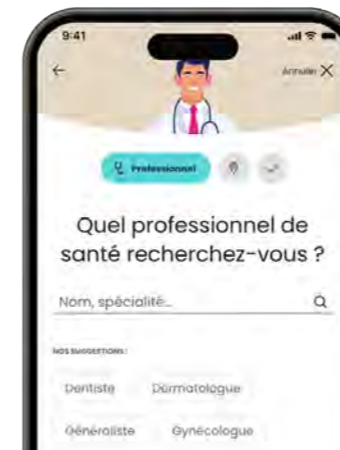 9:41
Annuler
Professionnel
Quel professionnel de
santé recherchez-vous ?
Nom, spécialité...
NOS SUGGESTIONS :
Dentiste Dermatologue
Généraliste Gynécologue